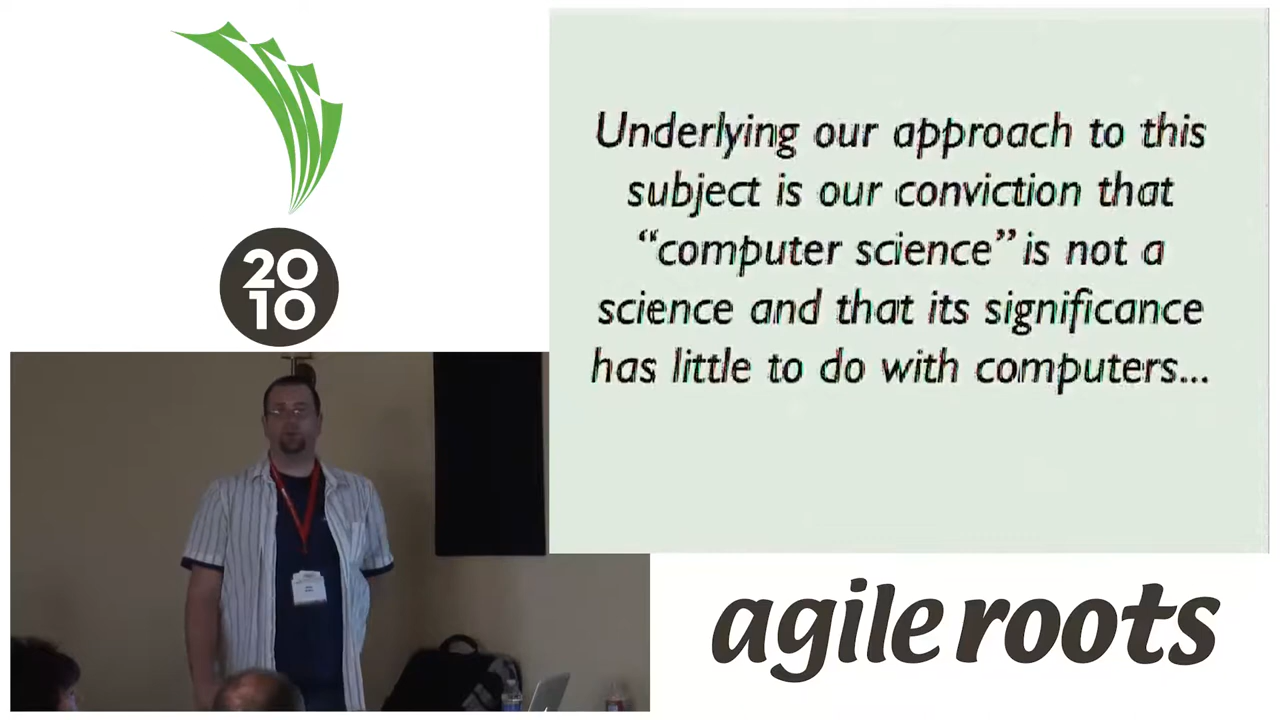 20
10
Underlying our approach to this
subject is our conviction that
“computer science” is not a
science and that its significance
has little to do with computers...
agile roots